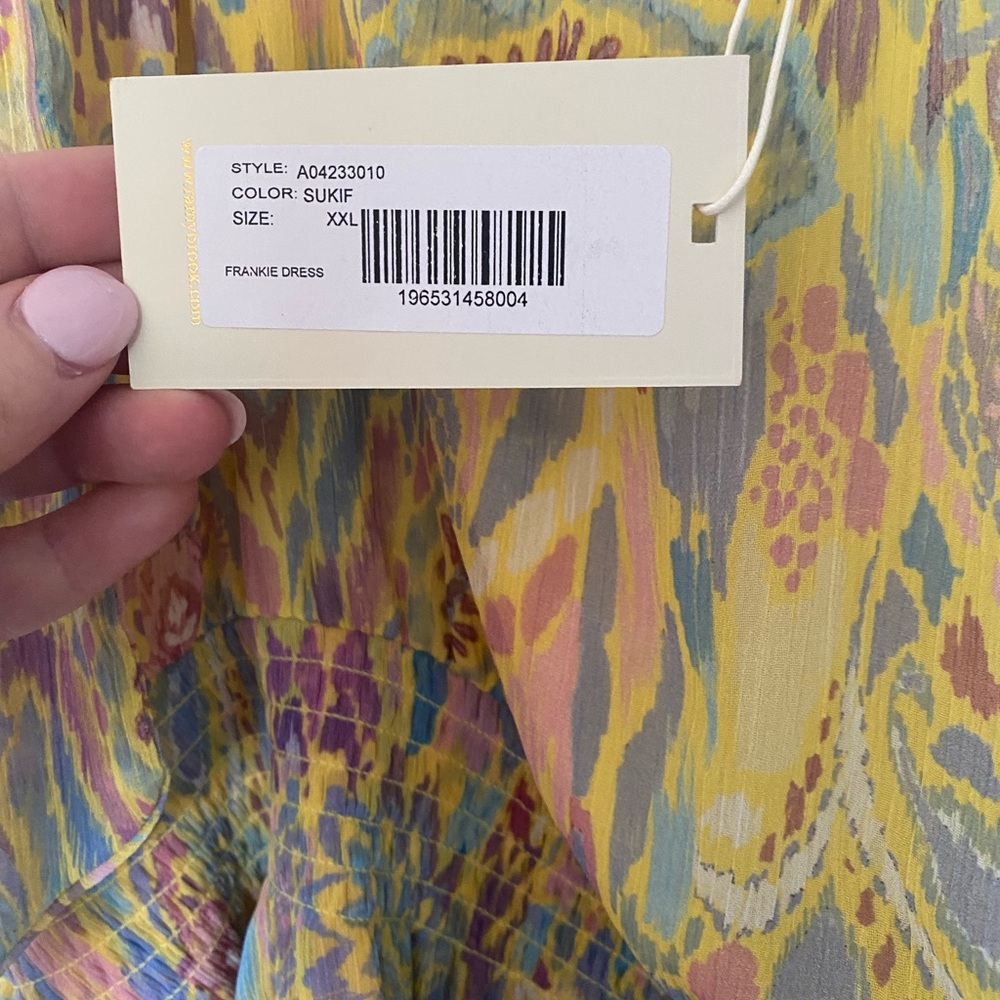 STYLE: A04233010
COLOR: SUKIF
SIZE: XXL
FRANKIE DRESS
196531458004